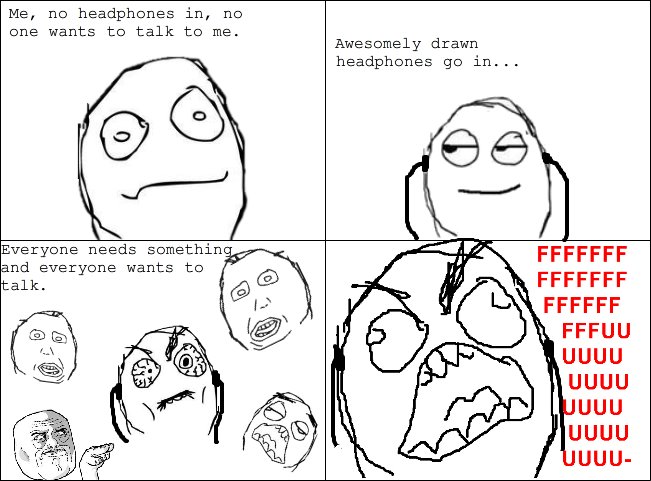 Me, no headphones in, no
one wants to talk to me.
Awesomely drawn
headphones go in...
Everyone needs something
and everyone wants to
talk.
FFFFFFF
FFFFFFF
FFFFFF
FFFUU
UUUU
UUUU
UUUU
UUUU
UUUU-